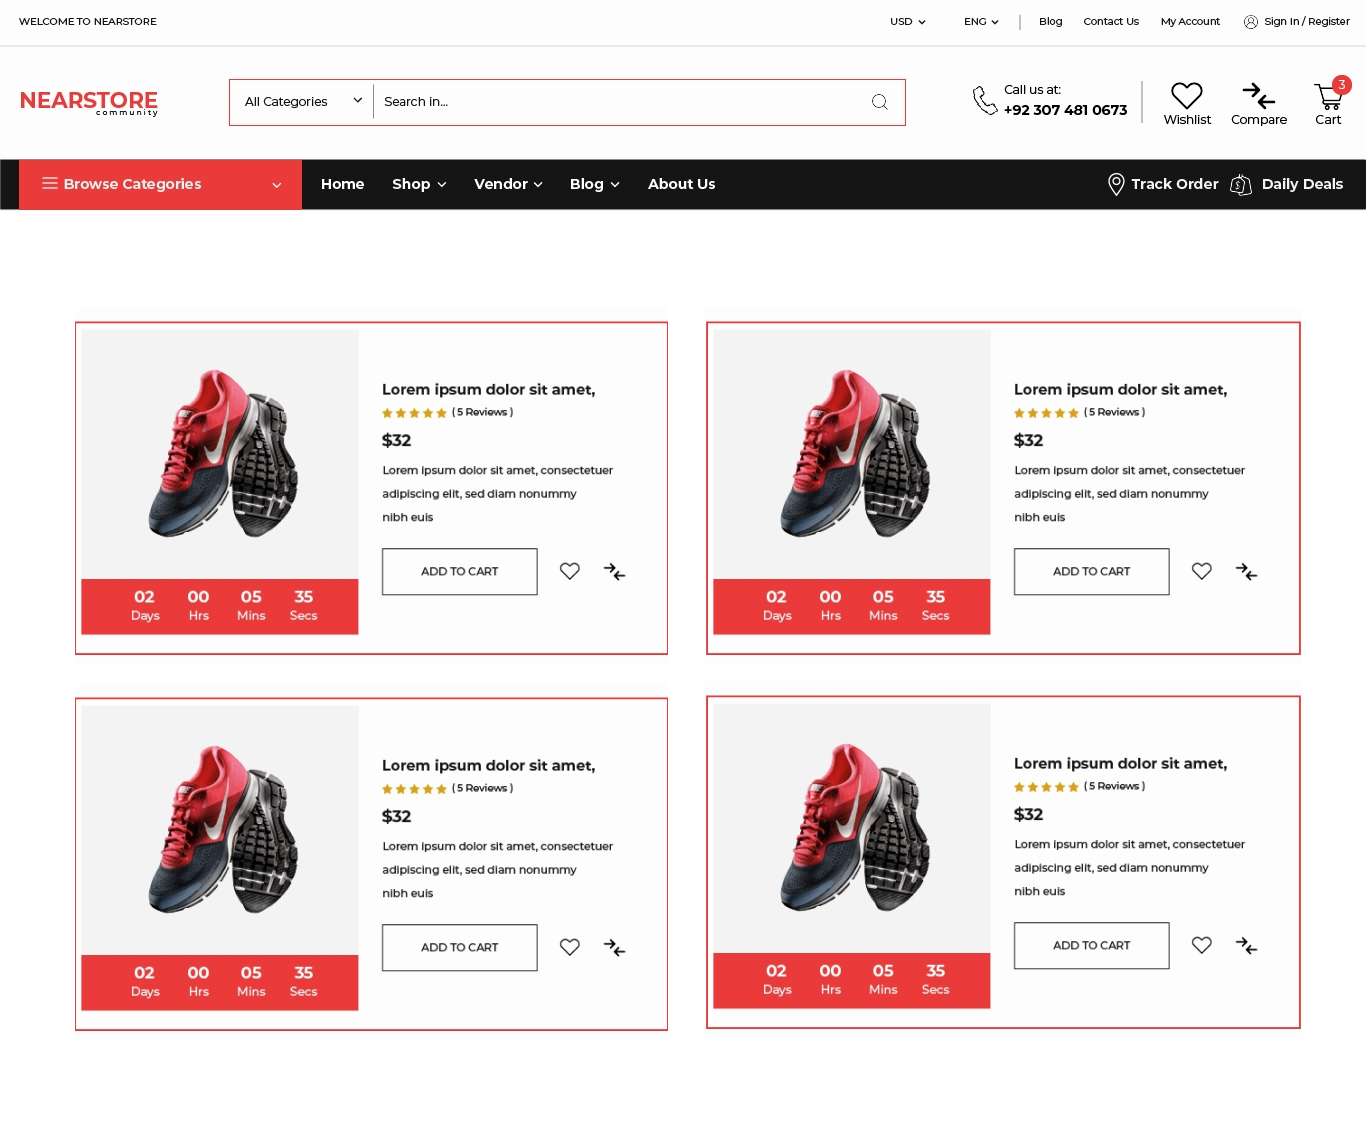 WELCOME TO NEARSTORE
USD
ENG
Blog
Contact Us
My Account
Sign In / Register
NEARSTORE
community
All Categories
Search in...
Call us at:
+92 307 481 0673
Wishlist
Compare
3
Cart
Browse Categories
Home
Shop
Vendor
Blog
About Us
Track Order
Daily Deals
Lorem ipsum dolor sit amet,
( 5 Reviews )
$32
Lorem ipsum dolor sit amet, consectetuer
adipiscing elit, sed diam nonummy
nibh euis
ADD TO CART
02 00 05 35
Days Hrs Mins Secs
Lorem ipsum dolor sit amet,
( 5 Reviews )
$32
Lorem ipsum dolor sit amet, consectetuer
adipiscing elit, sed diam nonummy
nibh euis
ADD TO CART
02 00 05 35
Days Hrs Mins Secs
Lorem ipsum dolor sit amet,
( 5 Reviews )
$32
Lorem ipsum dolor sit amet, consectetuer
adipiscing elit, sed diam nonummy
nibh euis
ADD TO CART
02 00 05 35
Days Hrs Mins Secs
Lorem ipsum dolor sit amet,
( 5 Reviews )
$32
Lorem ipsum dolor sit amet, consectetuer
adipiscing elit, sed diam nonummy
nibh euis
ADD TO CART
02 00 05 35
Days Hrs Mins Secs